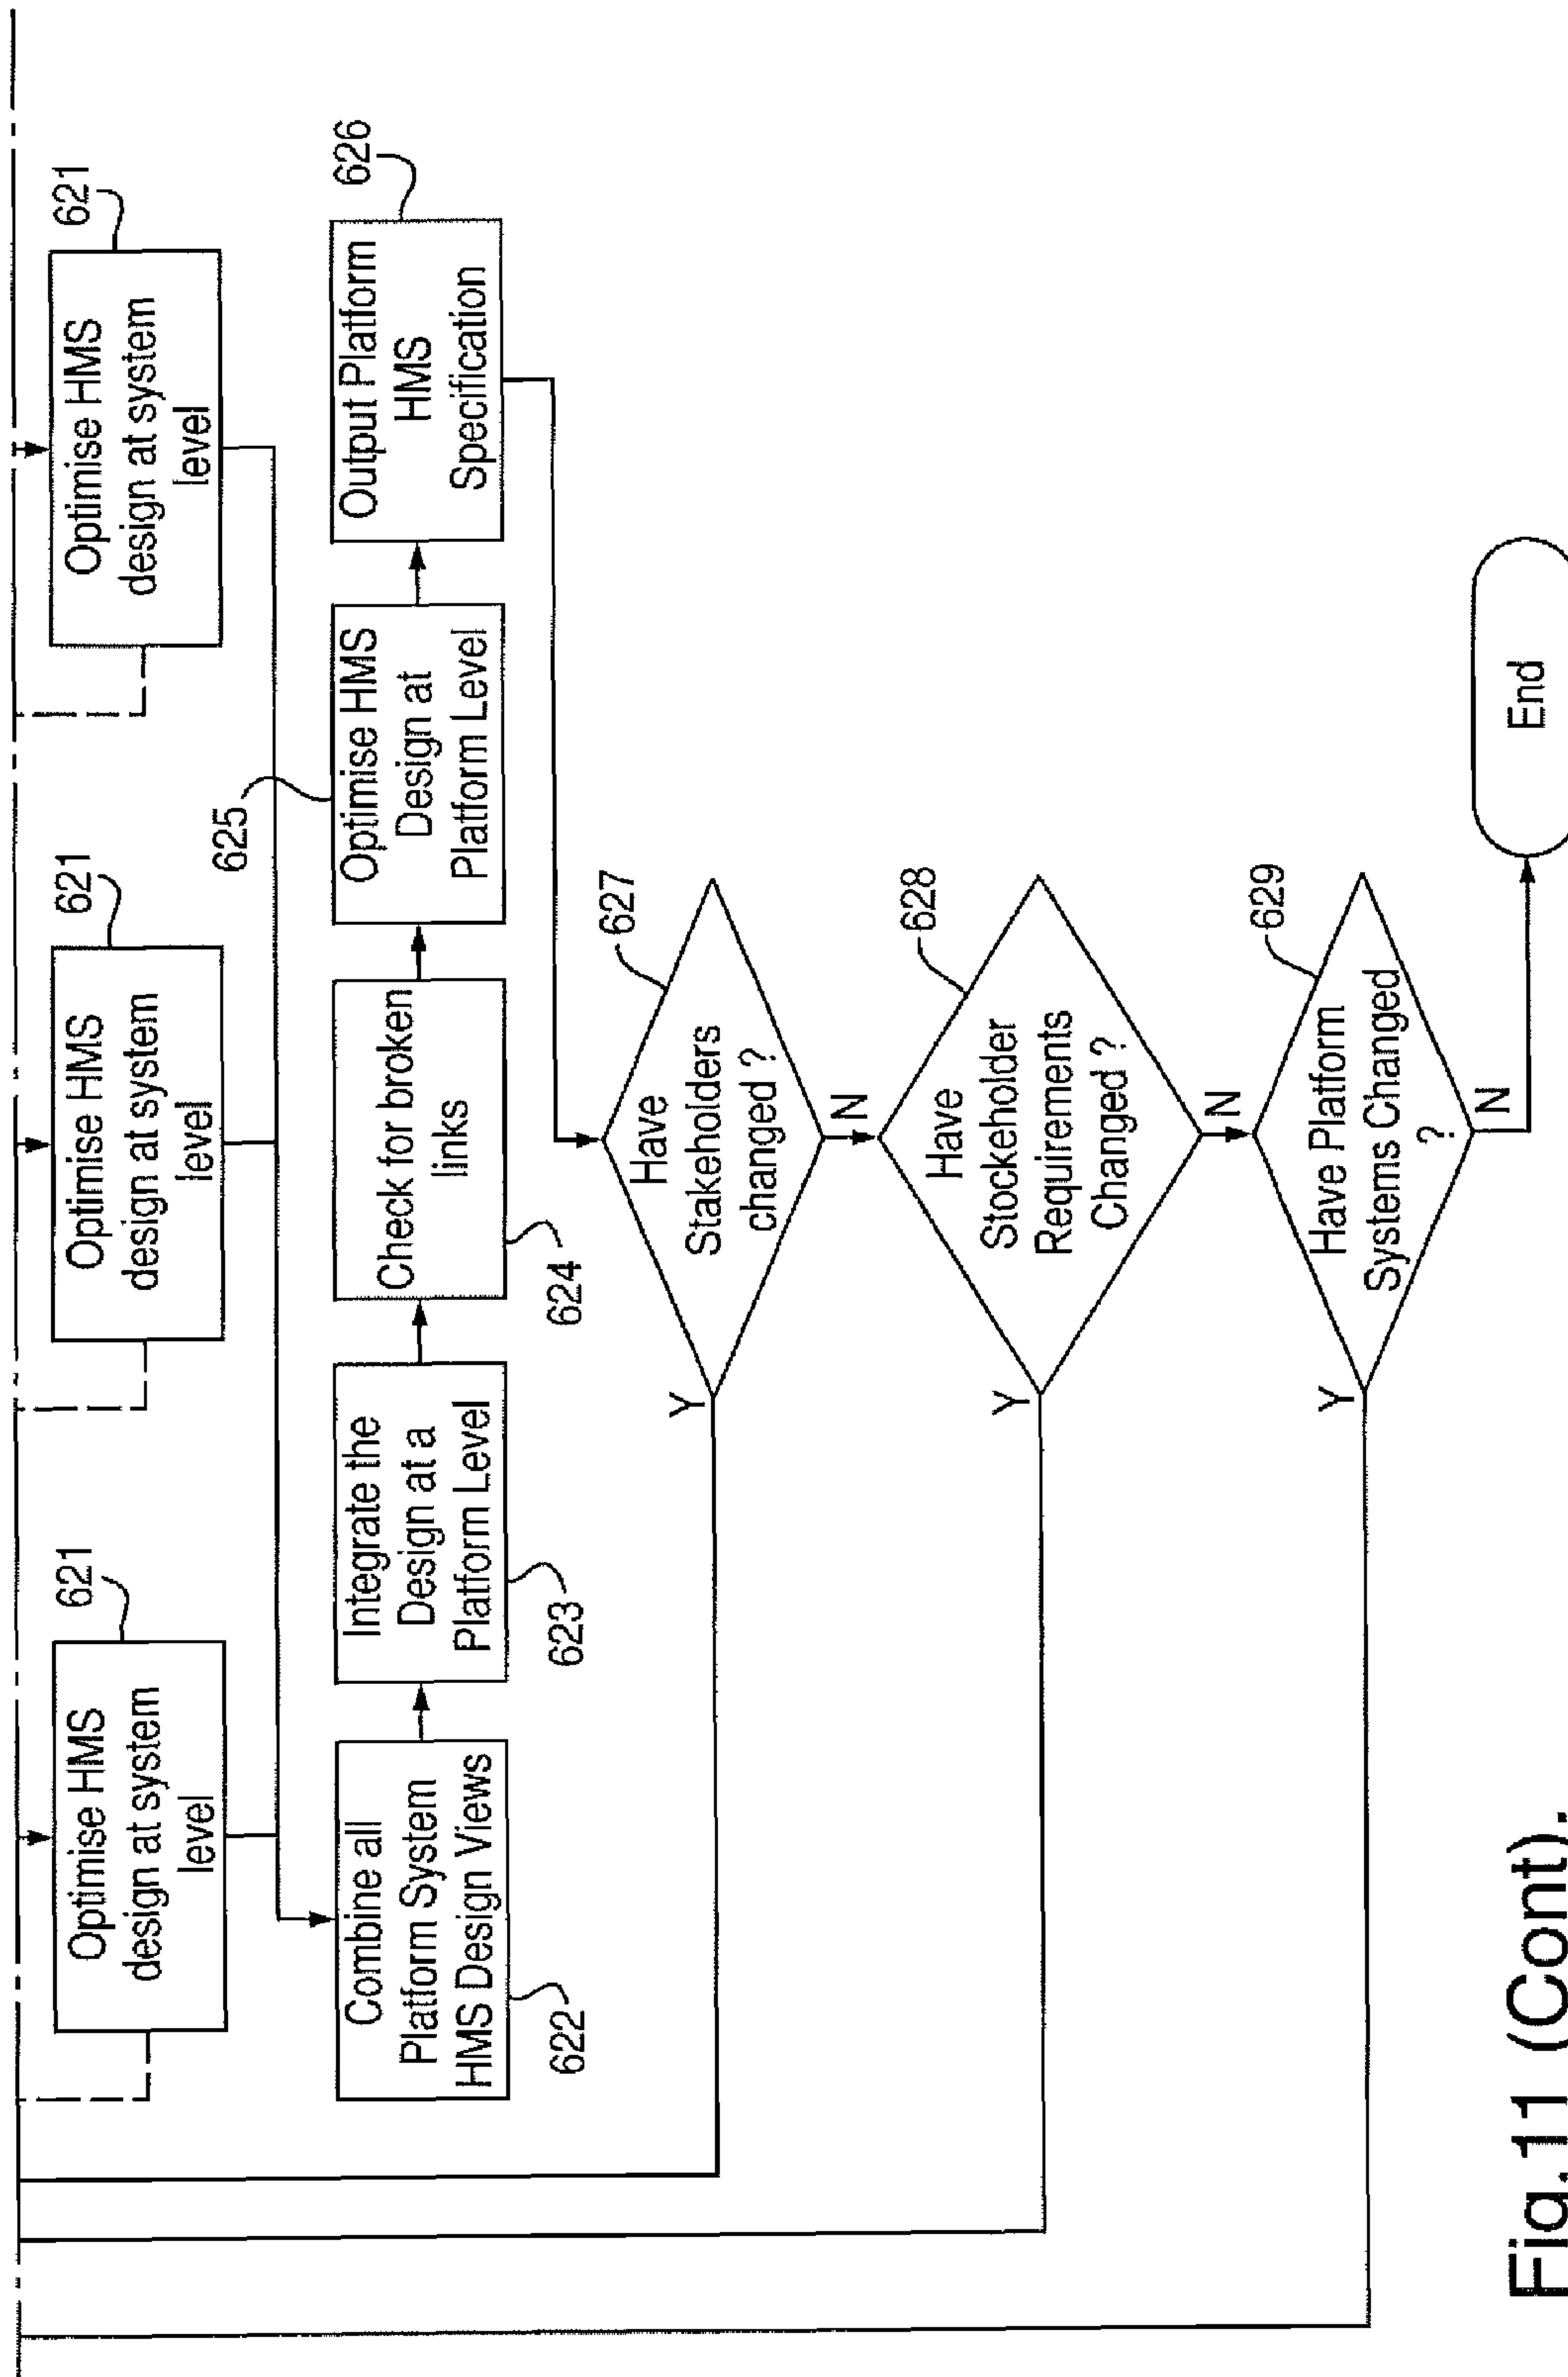 621
Optimise HMS
design at system
level
621
Optimise HMS
design at system
level
621
Optimise HMS
design at system
level
Combine all
Platform System
HMS Design Views
622
Integrate the
Design at a
Platform Level
623
Check for broken
links
624
625
Optimise HMS
Design at
Platform Level
626
Output Platform
HMS
Specification
627
Have
Stakeholders
changed ?
Y
N
628
Have
Stockeholder
Requirements
Changed ?
Y
N
629
Have Platform
Systems Changed
?
Y
N
End
Fig.11 (Cont).